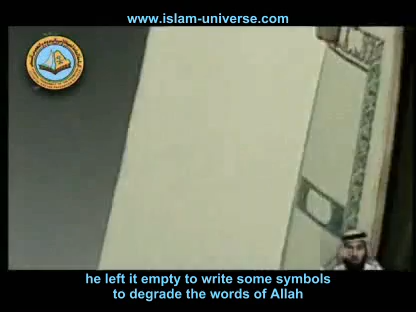 www.islam-universe.com
he left it empty to write some symbols
to degrade the words of Allah